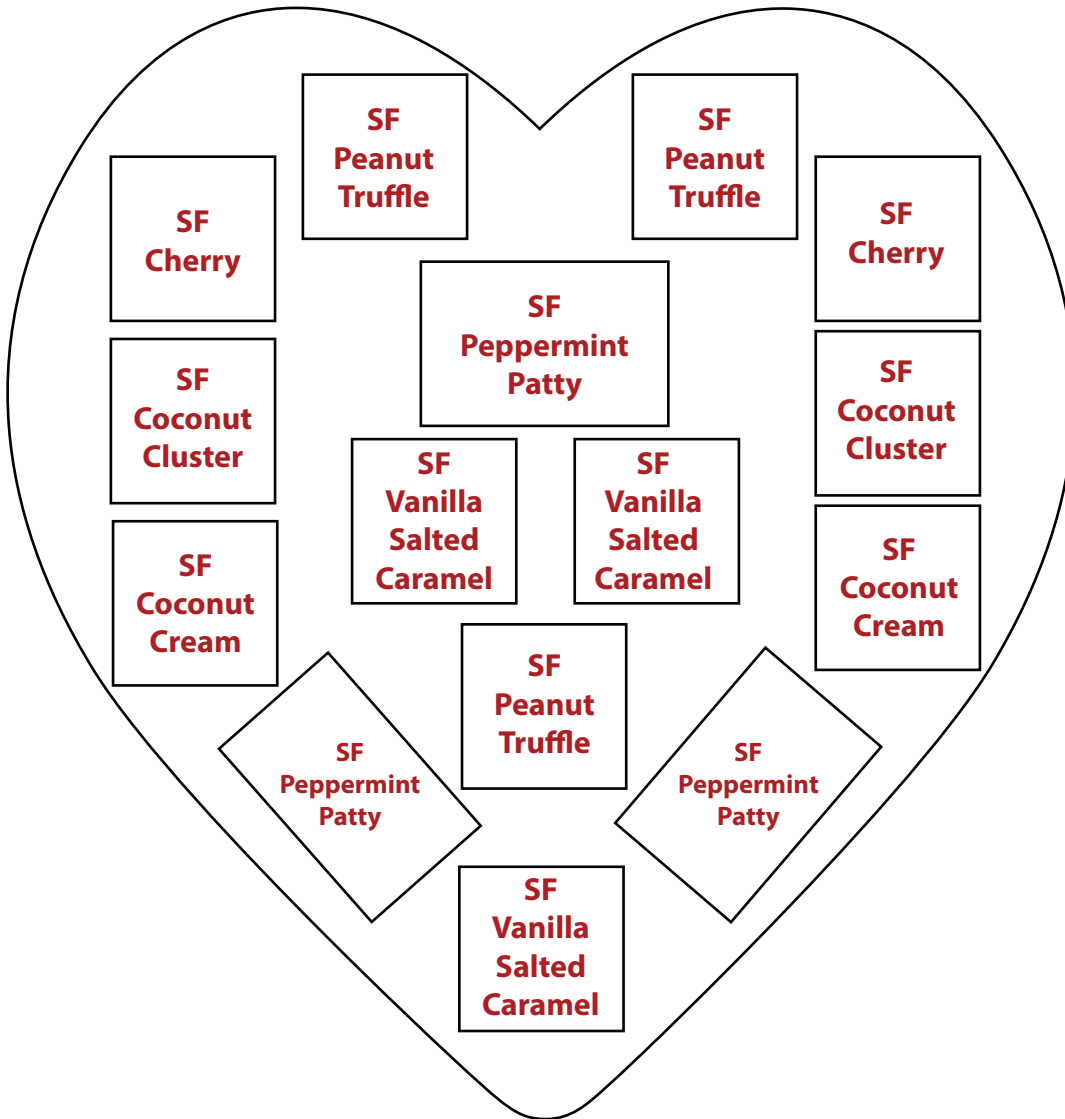 SF
Peanut
Truffle
SF
Peanut
Truffle
SF
Cherry
SF
Cherry
SF
Peppermint
Patty
SF
Coconut
Cluster
SF
Coconut
Cluster
SF
Vanilla
Salted
Caramel
SF
Vanilla
Salted
Caramel
SF
Coconut
Cream
SF
Coconut
Cream
SF
Peanut
Truffle
SF
Peppermint
Patty
SF
Peppermint
Patty
SF
Vanilla
Salted
Caramel